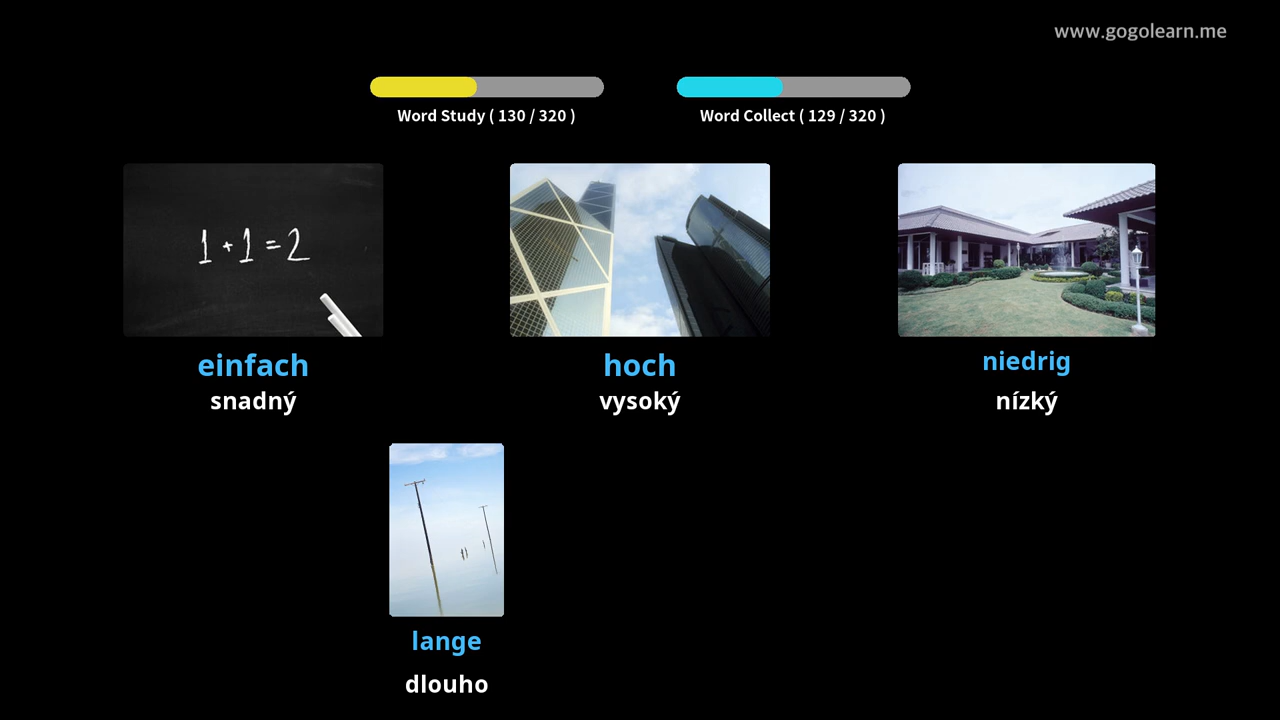 www.gogolearn.me
Word Study ( 130 / 320 )
Word Collect ( 129 / 320 )
1 + 1 = 2
einfach
snadný
hoch
vysoký
niedrig
nízký
lange
dlouho